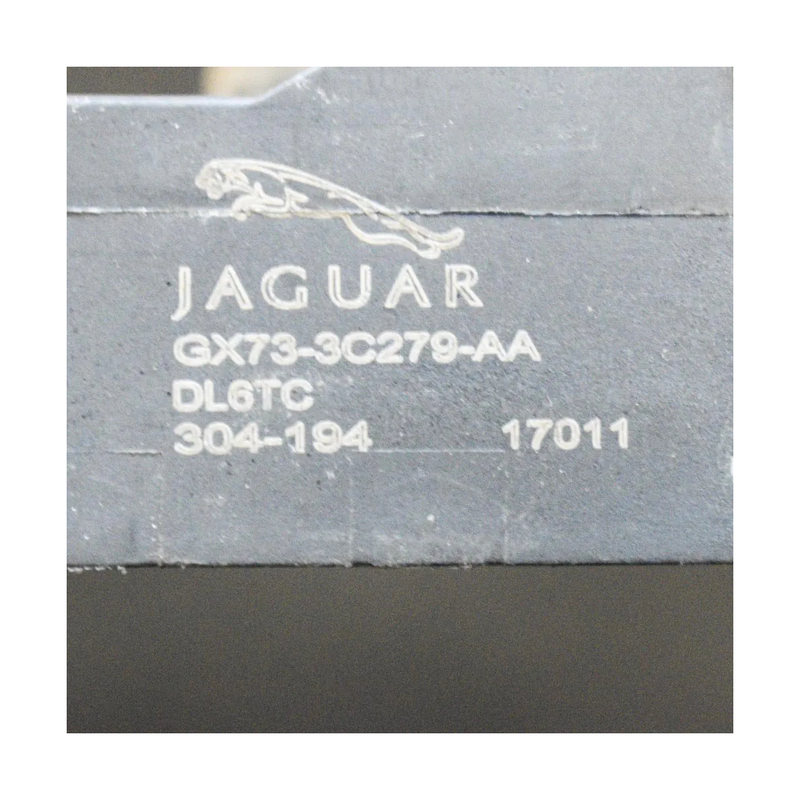 JAGUAR
GX73-3C279-AA
DL6TC
304-194 17011